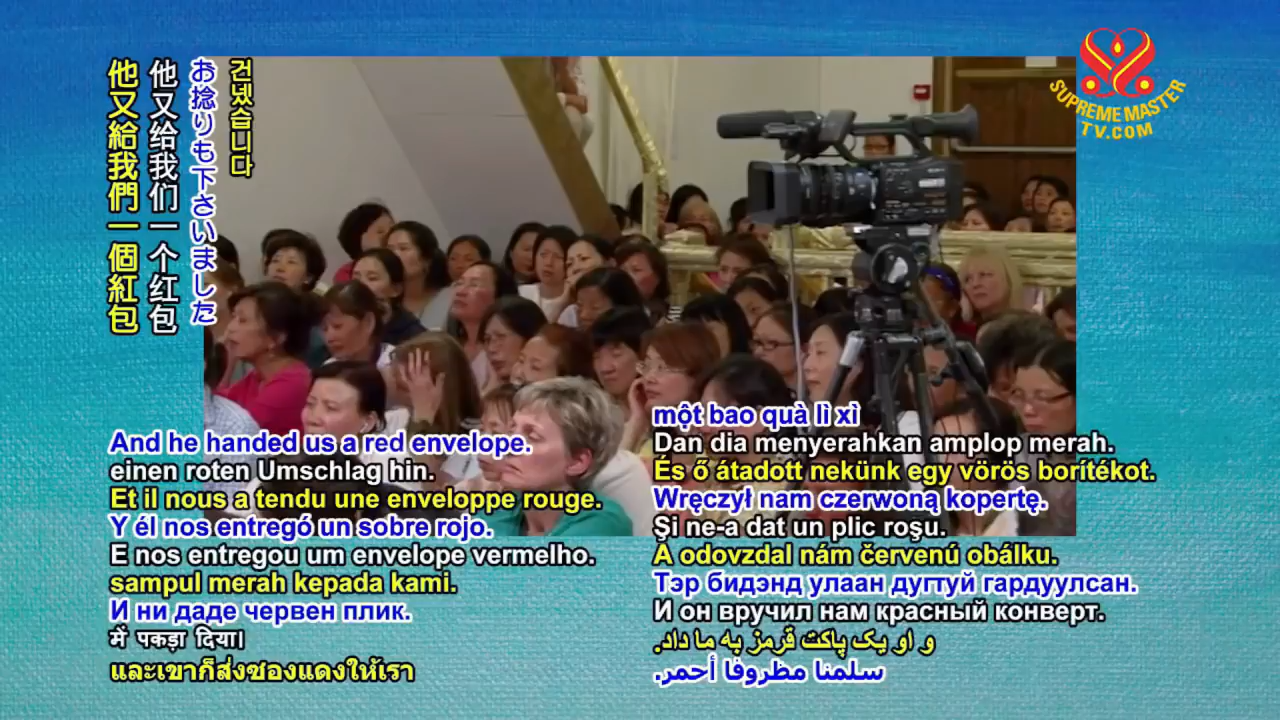 他又給我們一個紅包
他又给我们一个红包
お捻りも下さいました
건넸습니다
SUPREME MASTER
TV.COM
And he handed us a red envelope.
einen roten Umschlag hin.
Et il nous a tendu une enveloppe rouge.
Y él nos entregó un sobre rojo.
E nos entregou um envelope vermelho.
sampul merah kepada kami.
И ни даде червен плик.
में पकड़ा दिया।
และเขาก็ส่งซองแดงให้เรา
một bao quà lì xì
Dan dia menyerahkan amplop merah.
És ő átadott nekünk egy vörös borítékot.
Wręczył nam czerwoną kopertę.
Şi ne-a dat un plic roşu.
A odovzdal nám červenú obálku.
Тэр бидэнд улаан дугтуй гардуулсан.
И он вручил нам красный конверт.
و او یک پاکت قرمز به ما داد.
سلمنا مظروفا أحمر.